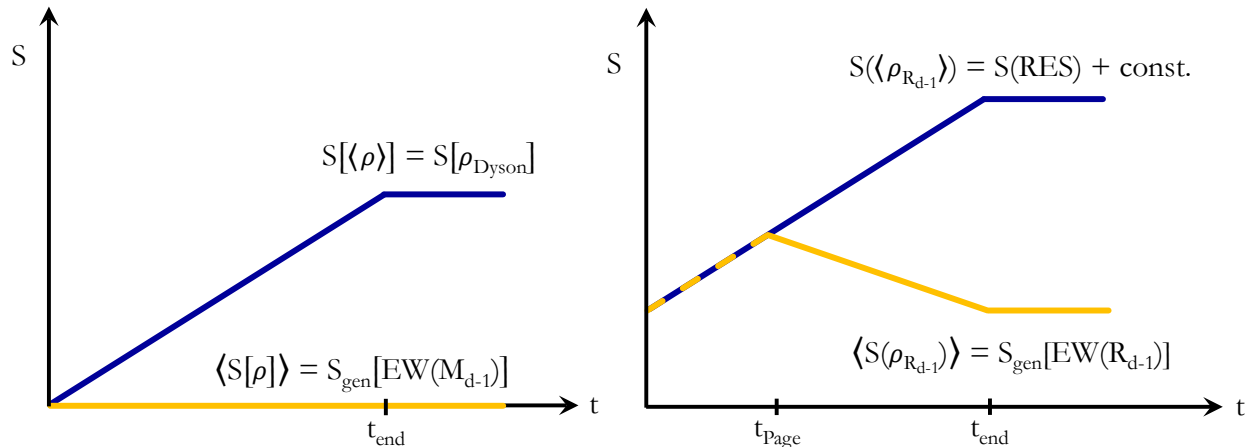 S
S[⟨ρ⟩] = S[ρ_Dyson]
⟨S[ρ]⟩ = S_gen[EW(M_d-1)]
t
t_end
S
S(⟨ρ_R_d-1⟩) = S(RES) + const.
⟨S(ρ_R_d-1)⟩ = S_gen[EW(R_d-1)]
t
t_Page
t_end